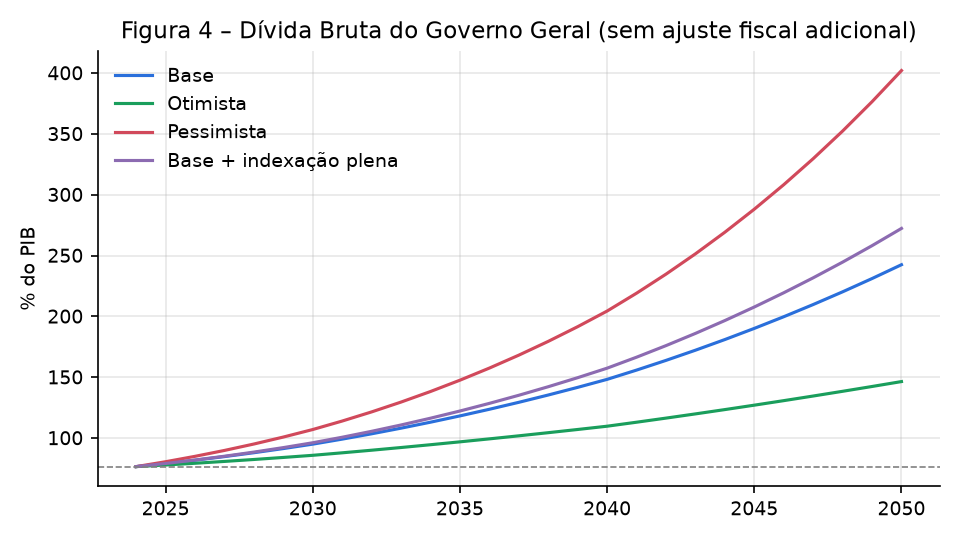 Figura 4 – Dívida Bruta do Governo Geral (sem ajuste fiscal adicional)
Base
Otimista
Pessimista
Base + indexação plena
% do PIB
400
350
300
250
200
150
100
2025
2030
2035
2040
2045
2050